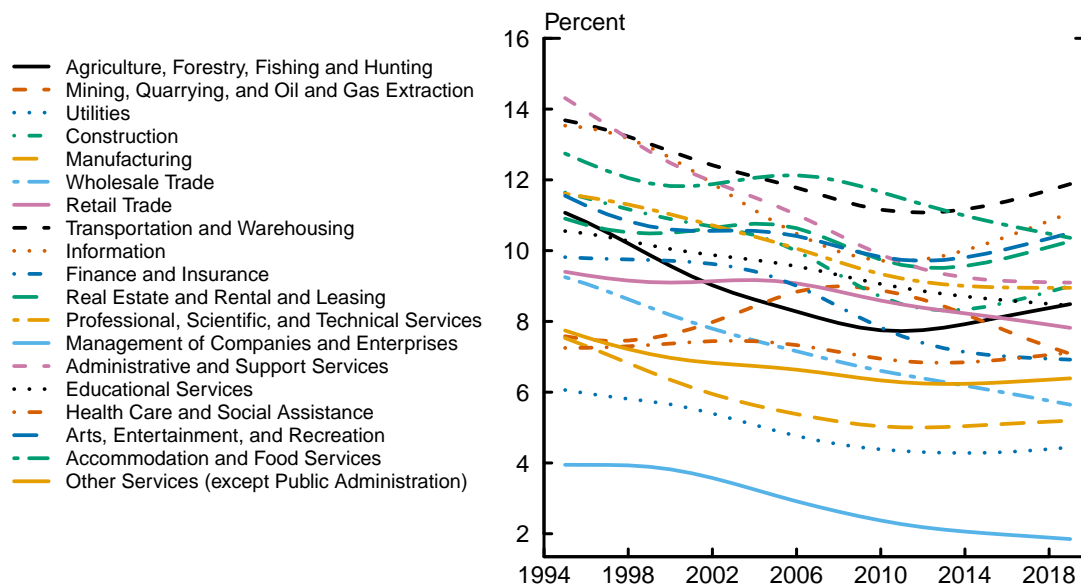 Percent
16
14
12
10
8
6
4
2
1994 1998 2002 2006 2010 2014 2018
Agriculture, Forestry, Fishing and Hunting
Mining, Quarrying, and Oil and Gas Extraction
Utilities
Construction
Manufacturing
Wholesale Trade
Retail Trade
Transportation and Warehousing
Information
Finance and Insurance
Real Estate and Rental and Leasing
Professional, Scientific, and Technical Services
Management of Companies and Enterprises
Administrative and Support Services
Educational Services
Health Care and Social Assistance
Arts, Entertainment, and Recreation
Accommodation and Food Services
Other Services (except Public Administration)